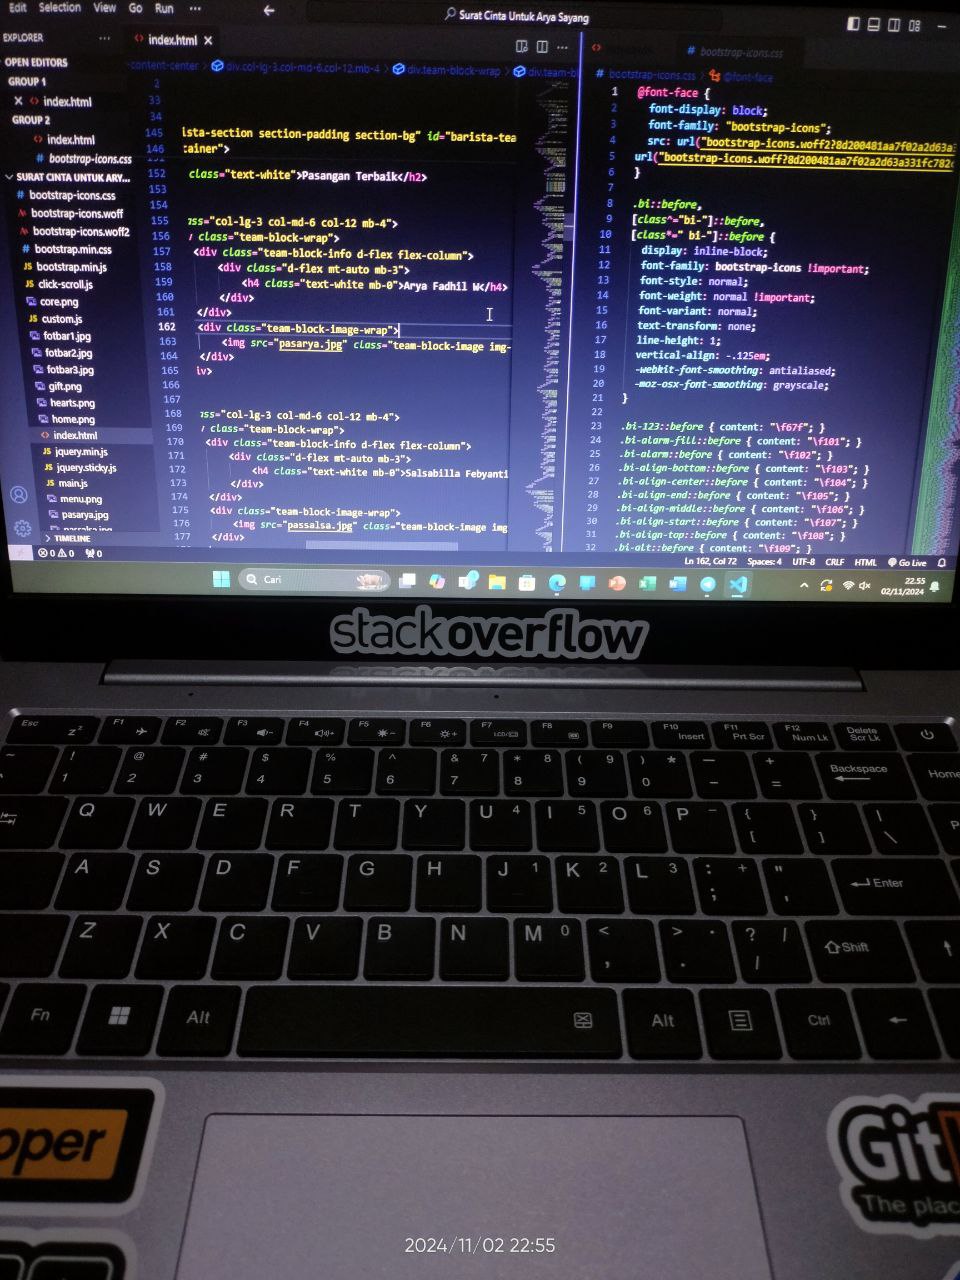 Edit Selection View Go Run ···
Surat Cinta Untuk Arya Sayang
EXPLORER
OPEN EDITORS
GROUP 1
index.html
GROUP 2
index.html
bootstrap-icons.css
SURAT CINTA UNTUK ARY...
bootstrap-icons.css
bootstrap-icons.woff
bootstrap-icons.woff2
bootstrap.min.css
bootstrap.min.js
click-scroll.js
core.png
custom.js
fotbar1.jpg
fotbar2.jpg
fotbar3.jpg
gift.png
hearts.png
home.png
index.html
jquery.min.js
jquery.sticky.js
main.js
menu.png
pasarya.jpg
TIMELINE
index.html
-content-center > div.col-lg-3.col-md-6.col-12.mb-4 > div.team-block-wrap > div.team-bl
2
33
34
145 ista-section section-padding section-bg" id="barista-tea
146 tainer">
152 class="text-white">Pasangan Terbaik</h2>
153
154
155 ss="col-lg-3 col-md-6 col-12 mb-4">
156 class="team-block-wrap">
157 <div class="team-block-info d-flex flex-column">
158 <div class="d-flex mt-auto mb-3">
159 <h4 class="text-white mb-0">Arya Fadhil W</h4>
160 </div>
161 </div>
162 <div class="team-block-image-wrap">
163 <img src="pasarya.jpg" class="team-block-image img-
164 </div>
165 iv>
166
167
168 ss="col-lg-3 col-md-6 col-12 mb-4">
169 class="team-block-wrap">
170 <div class="team-block-info d-flex flex-column">
171 <div class="d-flex mt-auto mb-3">
172 <h4 class="text-white mb-0">Salsabilla Febyanti
173 </div>
174 </div>
175 <div class="team-block-image-wrap">
176 <img src="passalsa.jpg" class="team-block-image img
177 </div>
bootstrap-icons.css
bootstrap-icons.css > @font-face
1 @font-face {
2 font-display: block;
3 font-family: "bootstrap-icons";
4 src: url("bootstrap-icons.woff2?8d200481aa7f02a2d63a3
5 url("bootstrap-icons.woff?8d200481aa7f02a2d63a331fc782
6 }
7
8 .bi::before,
9 [class^="bi-"]::before,
10 [class*=" bi-"]::before {
11 display: inline-block;
12 font-family: bootstrap-icons !important;
13 font-style: normal;
14 font-weight: normal !important;
15 font-variant: normal;
16 text-transform: none;
17 line-height: 1;
18 vertical-align: -.125em;
19 -webkit-font-smoothing: antialiased;
20 -moz-osx-font-smoothing: grayscale;
21 }
22
23 .bi-123::before { content: "\f67f"; }
24 .bi-alarm-fill::before { content: "\f101"; }
25 .bi-alarm::before { content: "\f102"; }
26 .bi-align-bottom::before { content: "\f103"; }
27 .bi-align-center::before { content: "\f104"; }
28 .bi-align-end::before { content: "\f105"; }
29 .bi-align-middle::before { content: "\f106"; }
30 .bi-align-start::before { content: "\f107"; }
31 .bi-align-top::before { content: "\f108"; }
32 .bi-alt::before { content: "\f109"; }
0 0 0 Ln 162, Col 72 Spaces: 4 UTF-8 CRLF HTML Go Live
Cari
22.55
02/11/2024
stackoverflow
Esc F1 F2 F3 F4 F5 F6 F7 LCD F8 F9 F10 Insert F11 Prt Scr F12 Num Lk Delete Scr Lk
~ ! 1 @ 2 # 3 $ 4 % 5 ^ 6 & 7 7 * 8 8 ( 9 9 ) * 0 — - + = Backspace Home
Q W E R T Y U 4 I 5 O 6 P - { [ } ] | \ P
A S D F G H J 1 K 2 L 3 : + ; " ' Enter
Z X C V B N M 0 < , > . . ? / / Shift
Fn Alt Alt Ctrl
oper
Git
The plac
2024/11/02 22:55